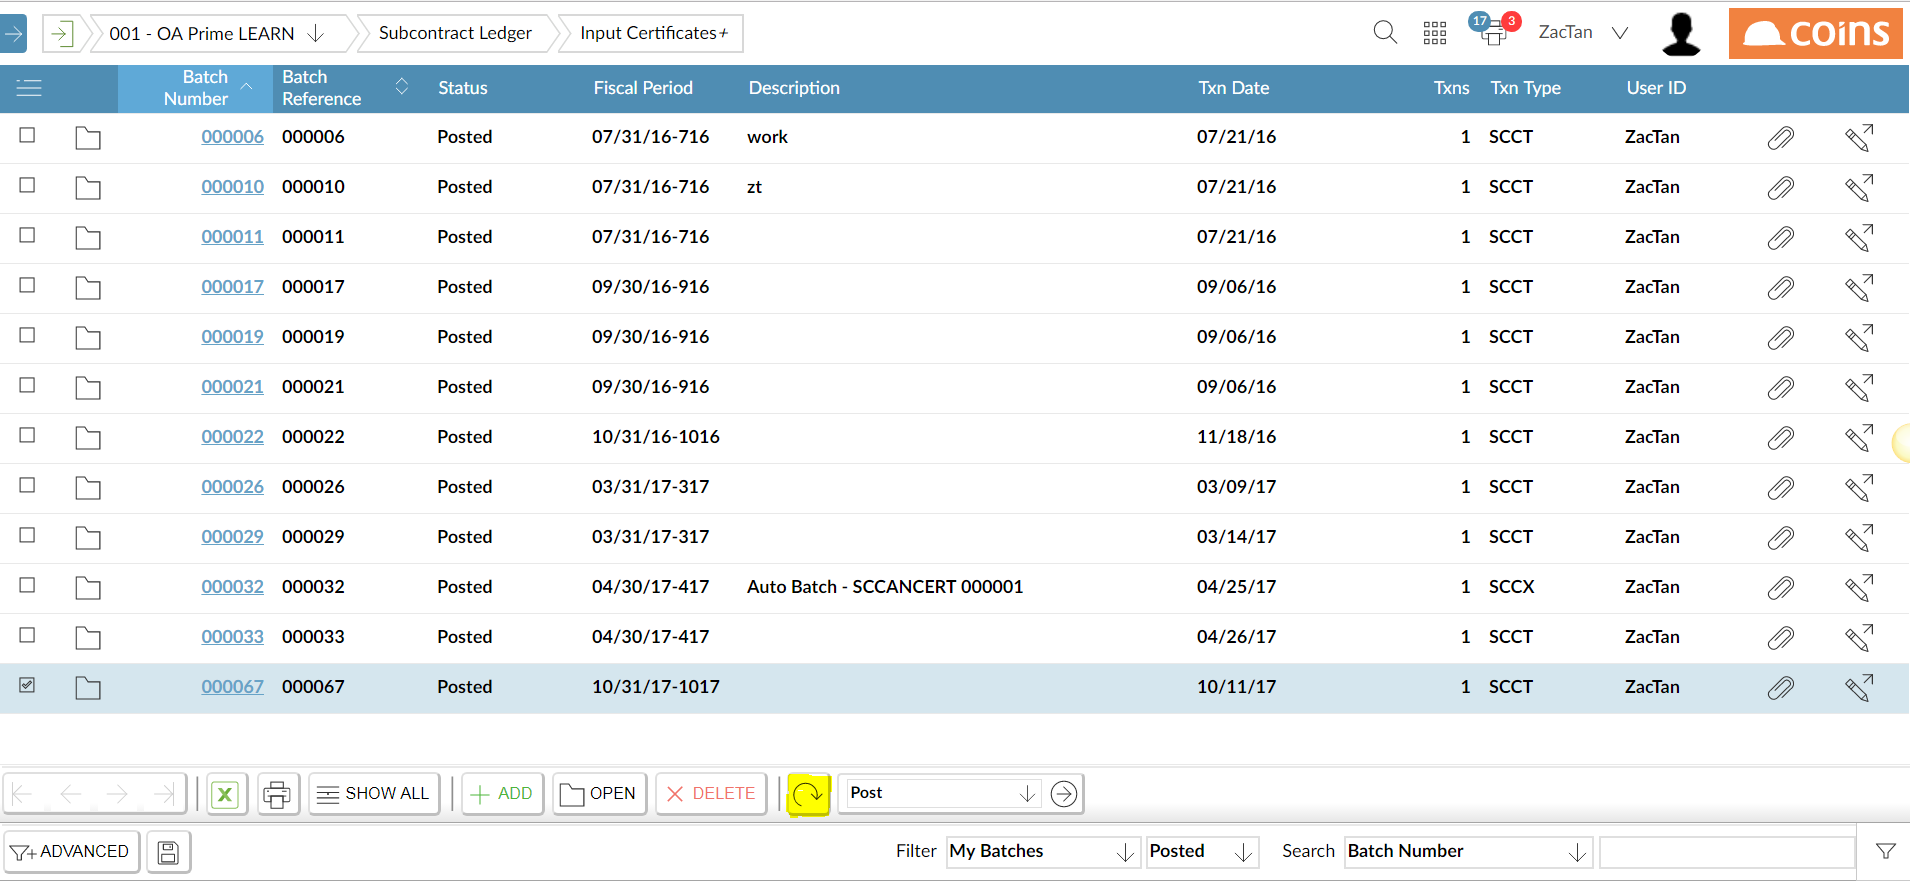 001 - OA Prime LEARN Subcontract Ledger Input Certificates+ 17 3 ZacTan coins
Batch Number Batch Reference Status Fiscal Period Description Txn Date Txns Txn Type User ID
000006 000006 Posted 07/31/16-716 work 07/21/16 1 SCCT ZacTan
000010 000010 Posted 07/31/16-716 zt 07/21/16 1 SCCT ZacTan
000011 000011 Posted 07/31/16-716 07/21/16 1 SCCT ZacTan
000017 000017 Posted 09/30/16-916 09/06/16 1 SCCT ZacTan
000019 000019 Posted 09/30/16-916 09/06/16 1 SCCT ZacTan
000021 000021 Posted 09/30/16-916 09/06/16 1 SCCT ZacTan
000022 000022 Posted 10/31/16-1016 11/18/16 1 SCCT ZacTan
000026 000026 Posted 03/31/17-317 03/09/17 1 SCCT ZacTan
000029 000029 Posted 03/31/17-317 03/14/17 1 SCCT ZacTan
000032 000032 Posted 04/30/17-417 Auto Batch - SCCANCERT 000001 04/25/17 1 SCCX ZacTan
000033 000033 Posted 04/30/17-417 04/26/17 1 SCCT ZacTan
000067 000067 Posted 10/31/17-1017 10/11/17 1 SCCT ZacTan
X SHOW ALL ADD OPEN DELETE Post
ADVANCED Filter My Batches Posted Search Batch Number